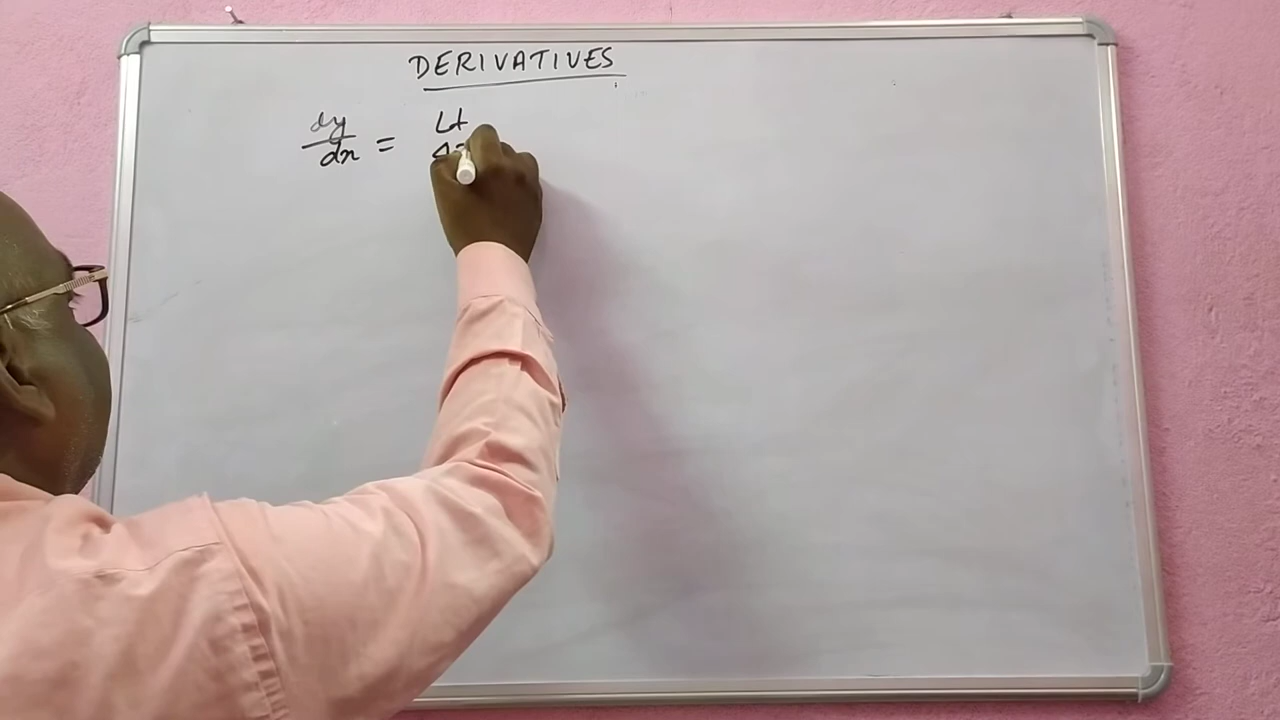 DERIVATIVES
dy/dx = Lt
Δ